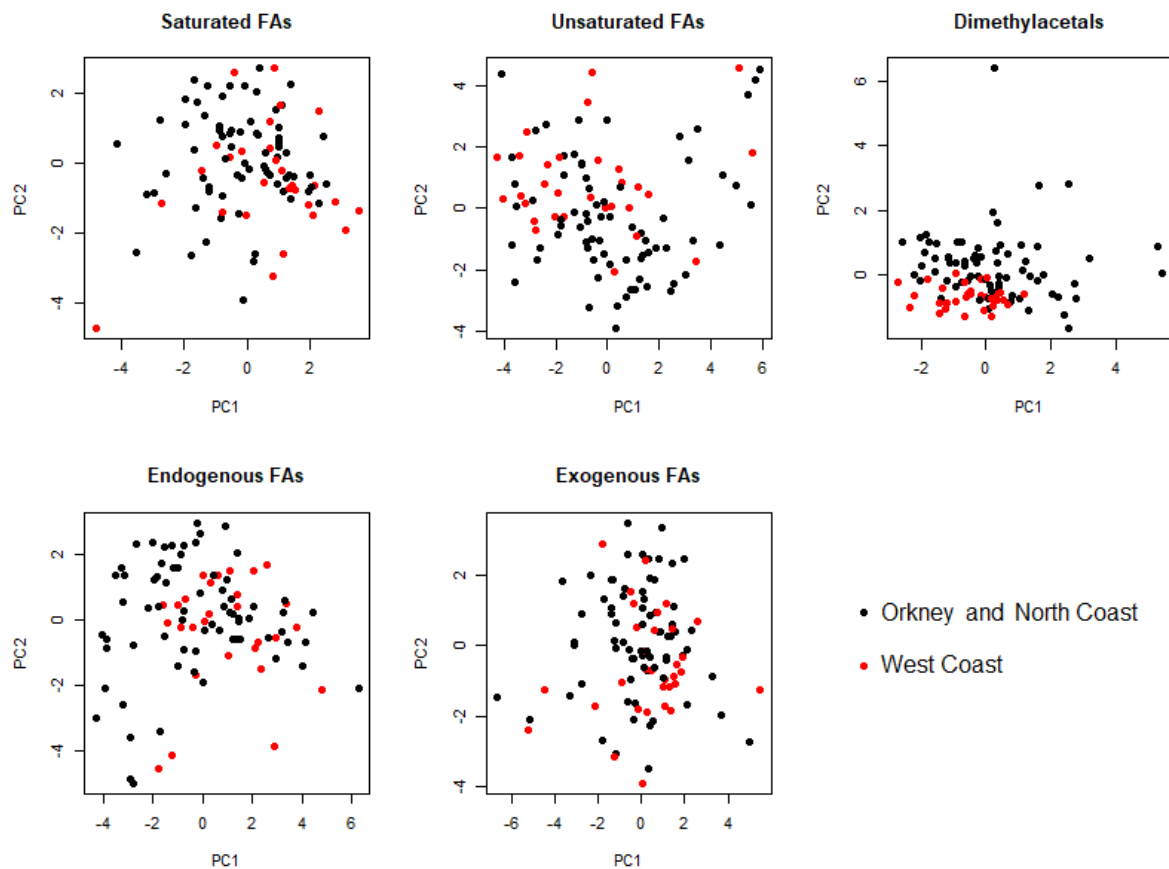 Saturated FAs
Unsaturated FAs
Dimethylacetals
PC2
2
0
-2
-4
-4
-2
0
2
PC1
PC2
4
2
0
-2
-4
-4
-2
0
2
4
6
PC1
PC2
6
4
2
0
-2
0
2
4
PC1
Endogenous FAs
Exogenous FAs
PC2
2
0
-2
-4
-4
-2
0
2
4
6
PC1
PC2
4
2
0
-2
-4
-6
-4
-2
0
2
4
PC1
Orkney and North Coast
West Coast